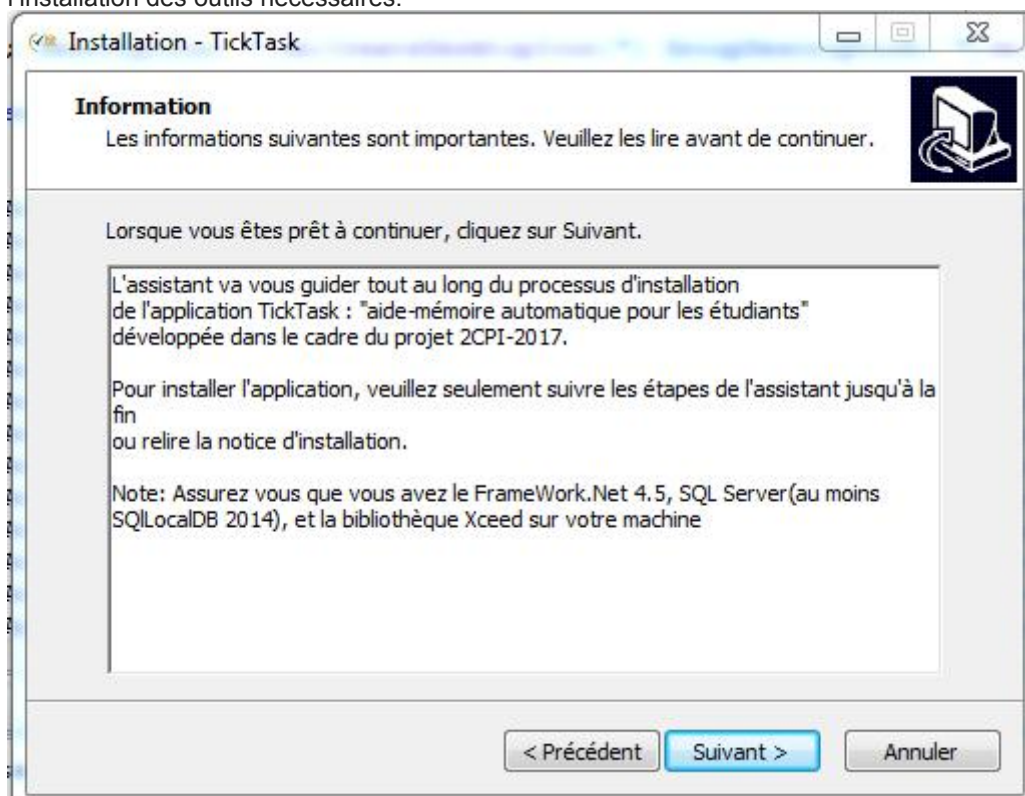 l'installation des outils nécessaires.
Installation - TickTask
Information
Les informations suivantes sont importantes. Veuillez les lire avant de continuer.
Lorsque vous êtes prêt à continuer, cliquez sur Suivant.
L'assistant va vous guider tout au long du processus d'installation
de l'application TickTask : "aide-mémoire automatique pour les étudiants"
développée dans le cadre du projet 2CPI-2017.
Pour installer l'application, veuillez seulement suivre les étapes de l'assistant jusqu'à la
fin
ou relire la notice d'installation.
Note: Assurez vous que vous avez le FrameWork.Net 4.5, SQL Server(au moins
SQlLocalDB 2014), et la bibliothèque Xceed sur votre machine
< Précédent
Suivant >
Annuler